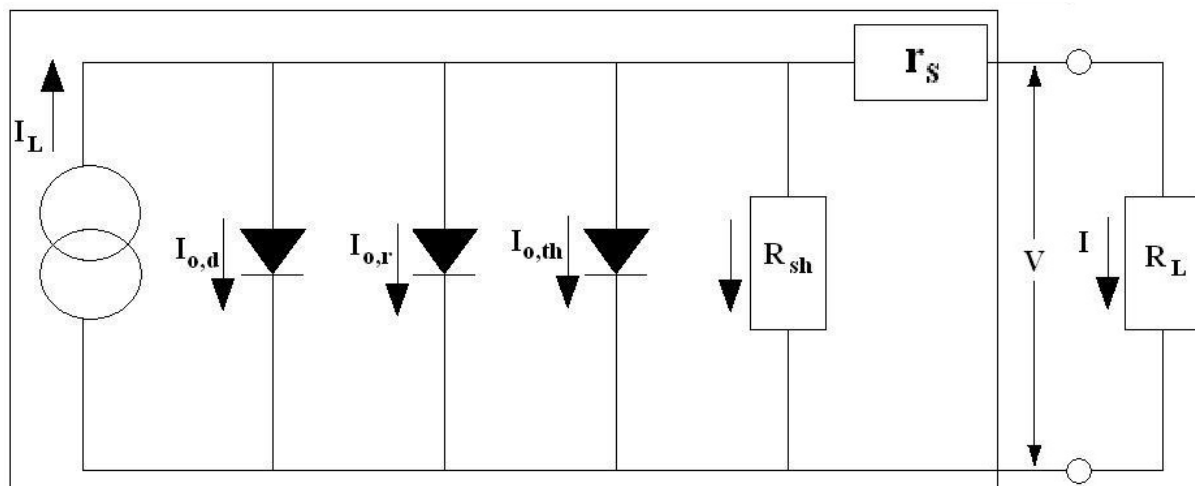 r_s
I_L
I_o,d
I_o,r
I_o,th
R_sh
V
I
R_L